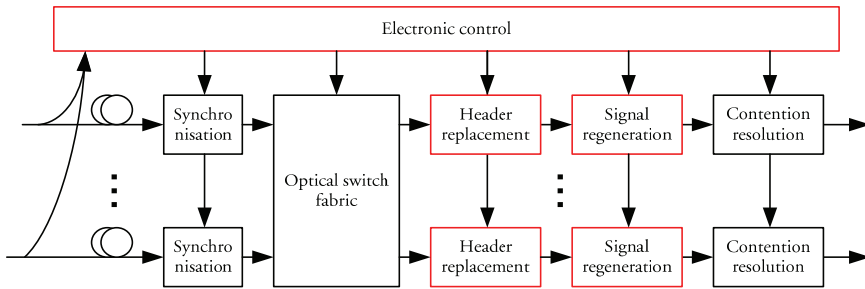 Electronic control
Synchro
nisation
Optical switch
fabric
Header
replacement
Signal
regeneration
Contention
resolution
Synchro
nisation
Header
replacement
Signal
regeneration
Contention
resolution